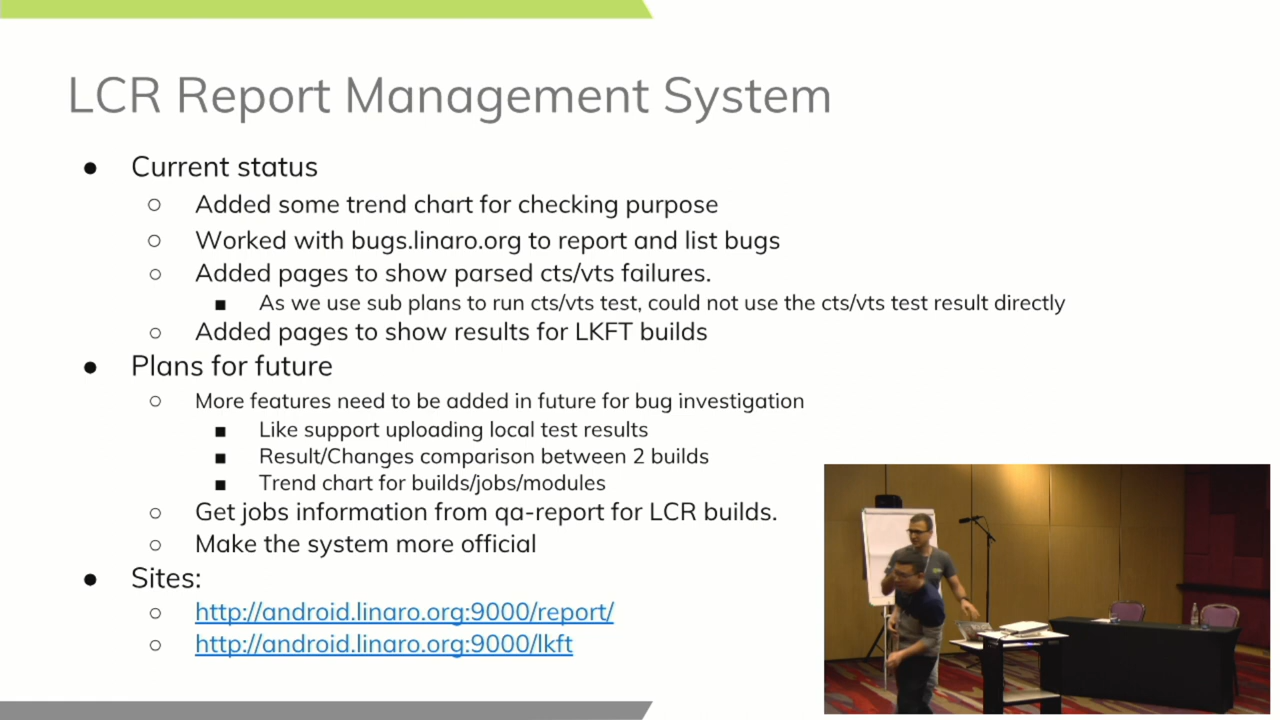 LCR Report Management System
● Current status
○ Added some trend chart for checking purpose
○ Worked with bugs.linaro.org to report and list bugs
○ Added pages to show parsed cts/vts failures.
■ As we use sub plans to run cts/vts test, could not use the cts/vts test result directly
○ Added pages to show results for LKFT builds
● Plans for future
○ More features need to be added in future for bug investigation
■ Like support uploading local test results
■ Result/Changes comparison between 2 builds
■ Trend chart for builds/jobs/modules
○ Get jobs information from qa-report for LCR builds.
○ Make the system more official
● Sites:
○ http://android.linaro.org:9000/report/
○ http://android.linaro.org:9000/lkft